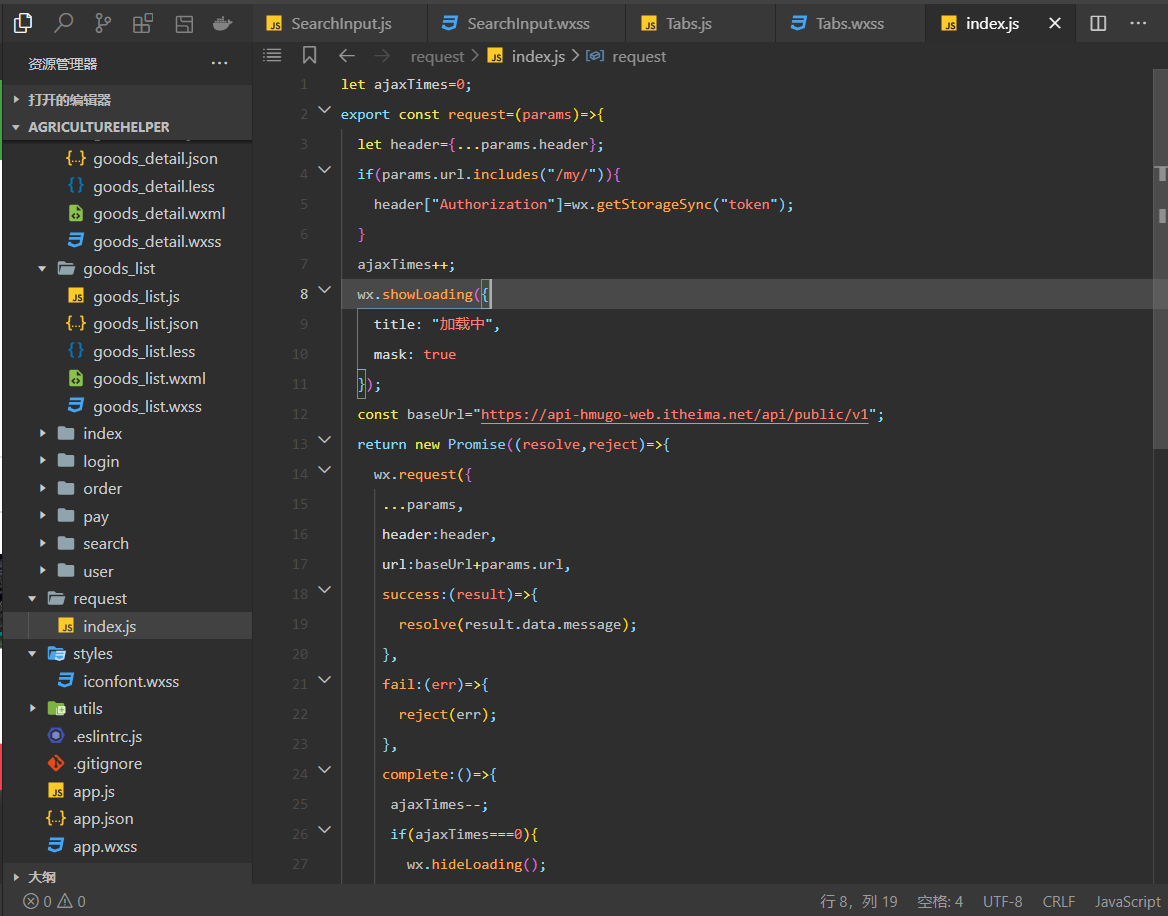 SearchInput.js SearchInput.wxss Tabs.js Tabs.wxss index.js
资源管理器
打开的编辑器
AGRICULTUREHELPER
goods_detail.json
goods_detail.less
goods_detail.wxml
goods_detail.wxss
goods_list
goods_list.js
goods_list.json
goods_list.less
goods_list.wxml
goods_list.wxss
index
login
order
pay
search
user
request
index.js
styles
iconfont.wxss
utils
.eslintrc.js
.gitignore
app.js
app.json
app.wxss
大纲
request > index.js > request
1 let ajaxTimes=0;
2 export const request=(params)=>{
3 let header={...params.header};
4 if(params.url.includes("/my/")){
5 header["Authorization"]=wx.getStorageSync("token");
6 }
7 ajaxTimes++;
8 wx.showLoading({
9 title: "加载中",
10 mask: true
11 });
12 const baseUrl="https://api-hmugo-web.itheima.net/api/public/v1";
13 return new Promise((resolve,reject)=>{
14 wx.request({
15 ...params,
16 header:header,
17 url:baseUrl+params.url,
18 success:(result)=>{
19 resolve(result.data.message);
20 },
21 fail:(err)=>{
22 reject(err);
23 },
24 complete:()=>{
25 ajaxTimes--;
26 if(ajaxTimes===0){
27 wx.hideLoading();
0 0 行 8，列 19 空格: 4 UTF-8 CRLF JavaScript